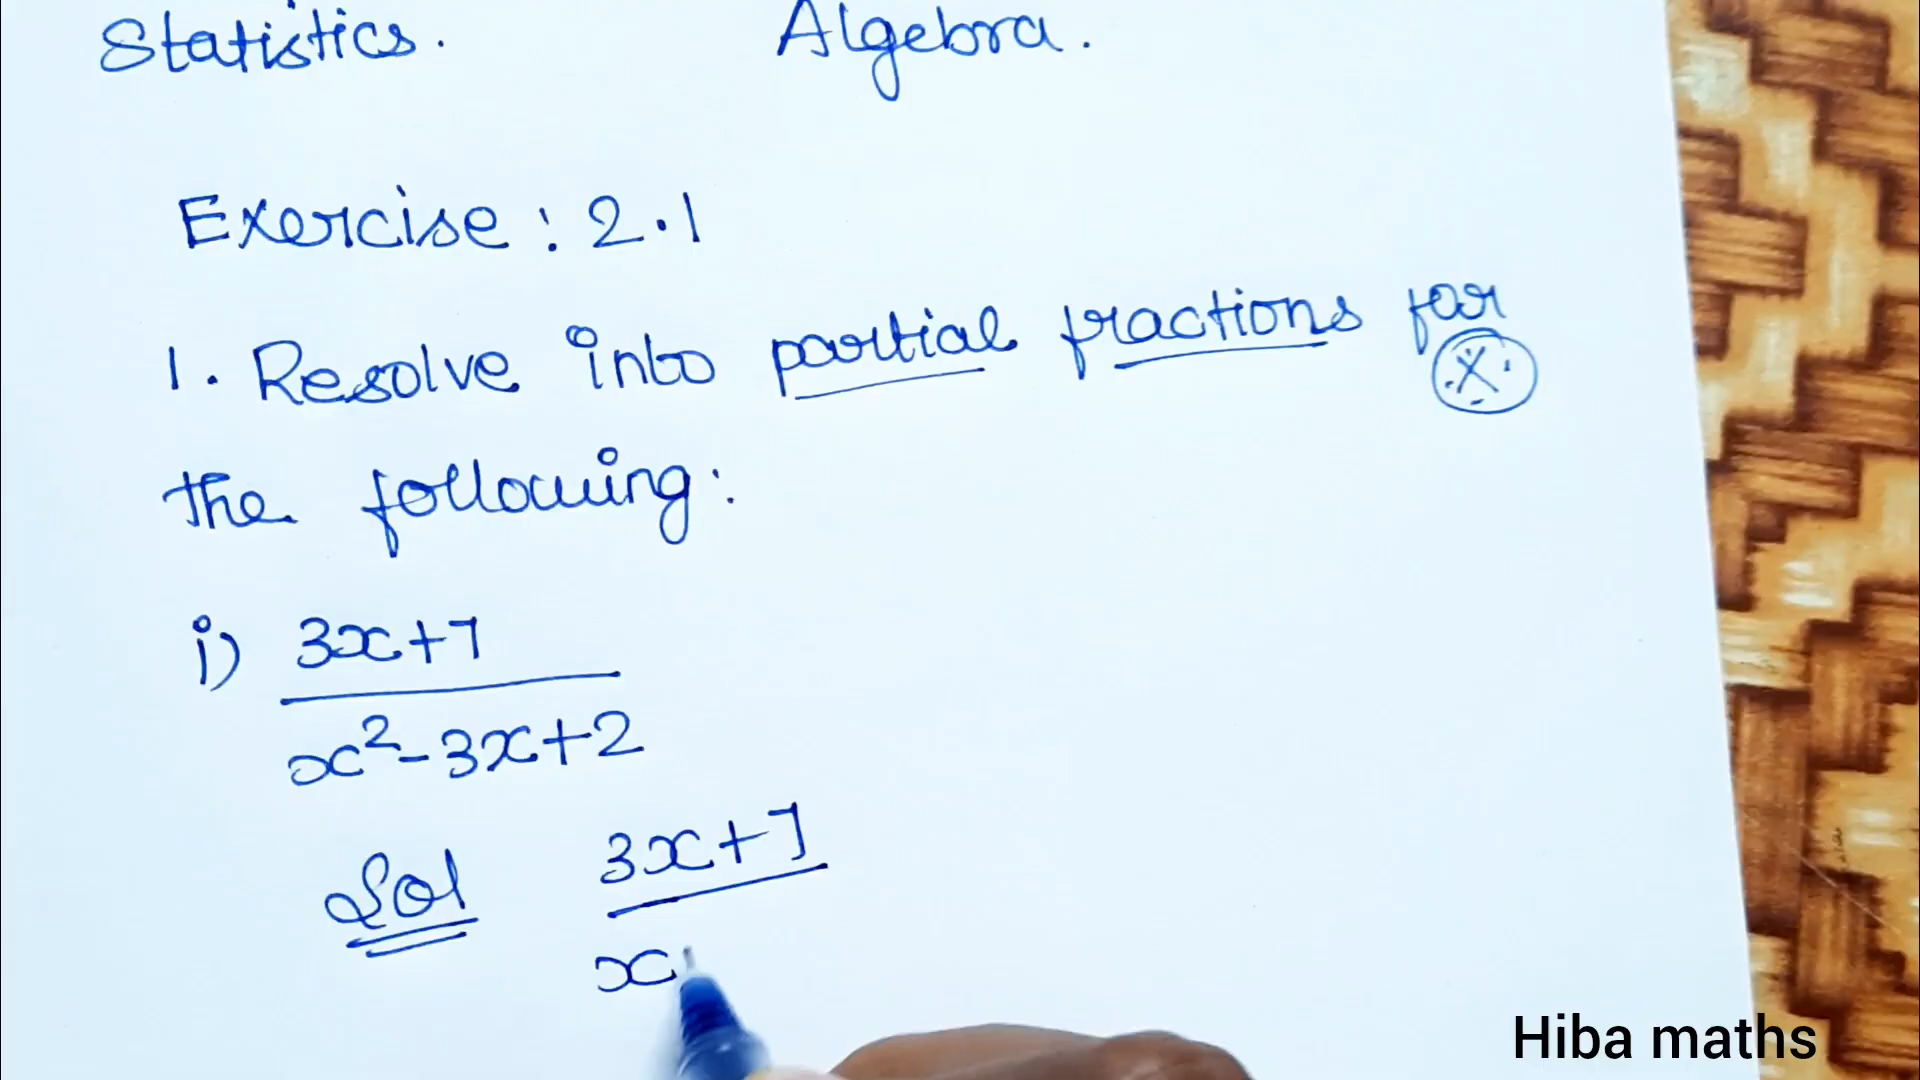 Statistics. Algebra.
Exercise : 2.1
1. Resolve into partial fractions for
the following:
i) 3x+7
x²-3x+2
Sol 3x+7
x
Hiba maths